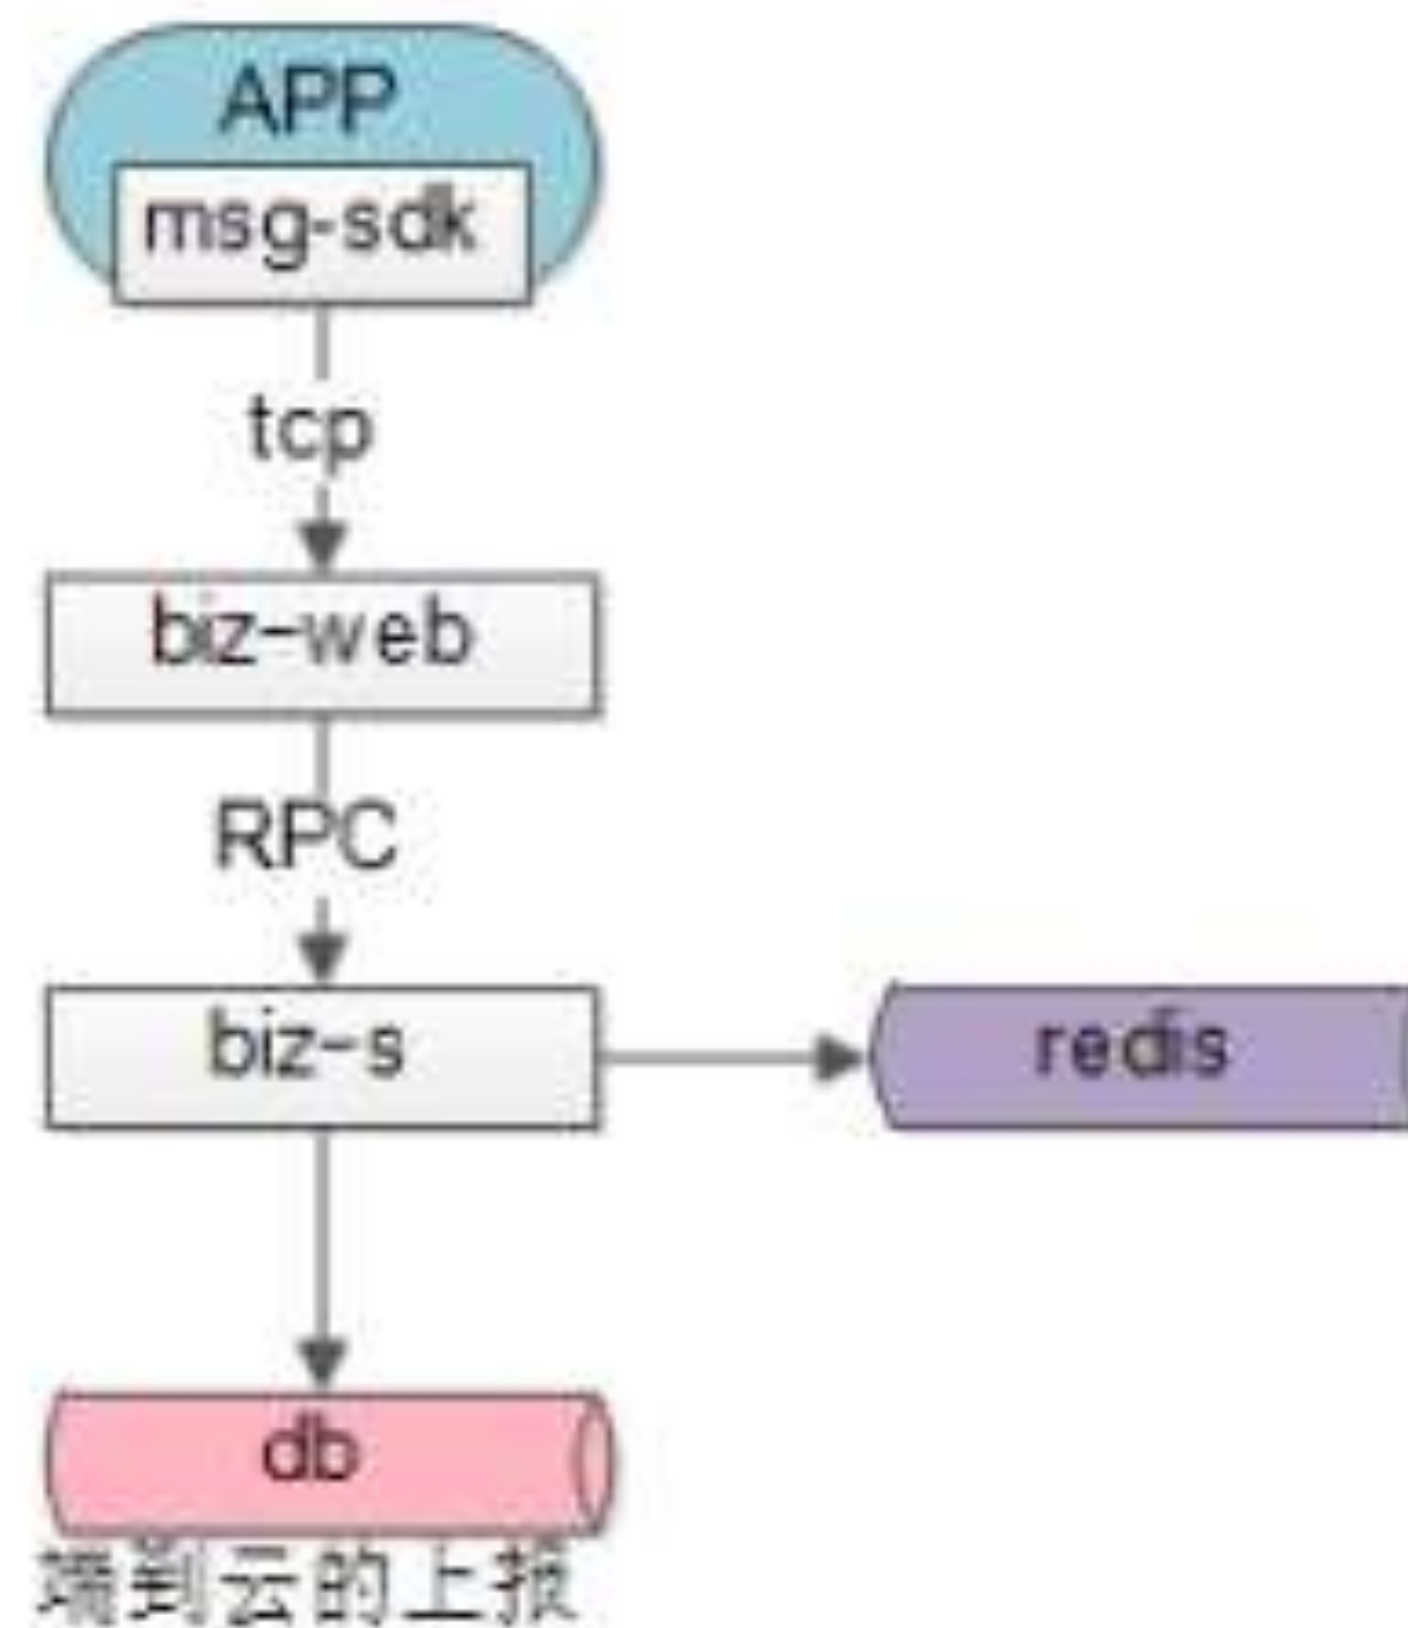 APP
msg-sdk
tcp
biz-web
RPC
biz-s
redis
db
端到云的上报